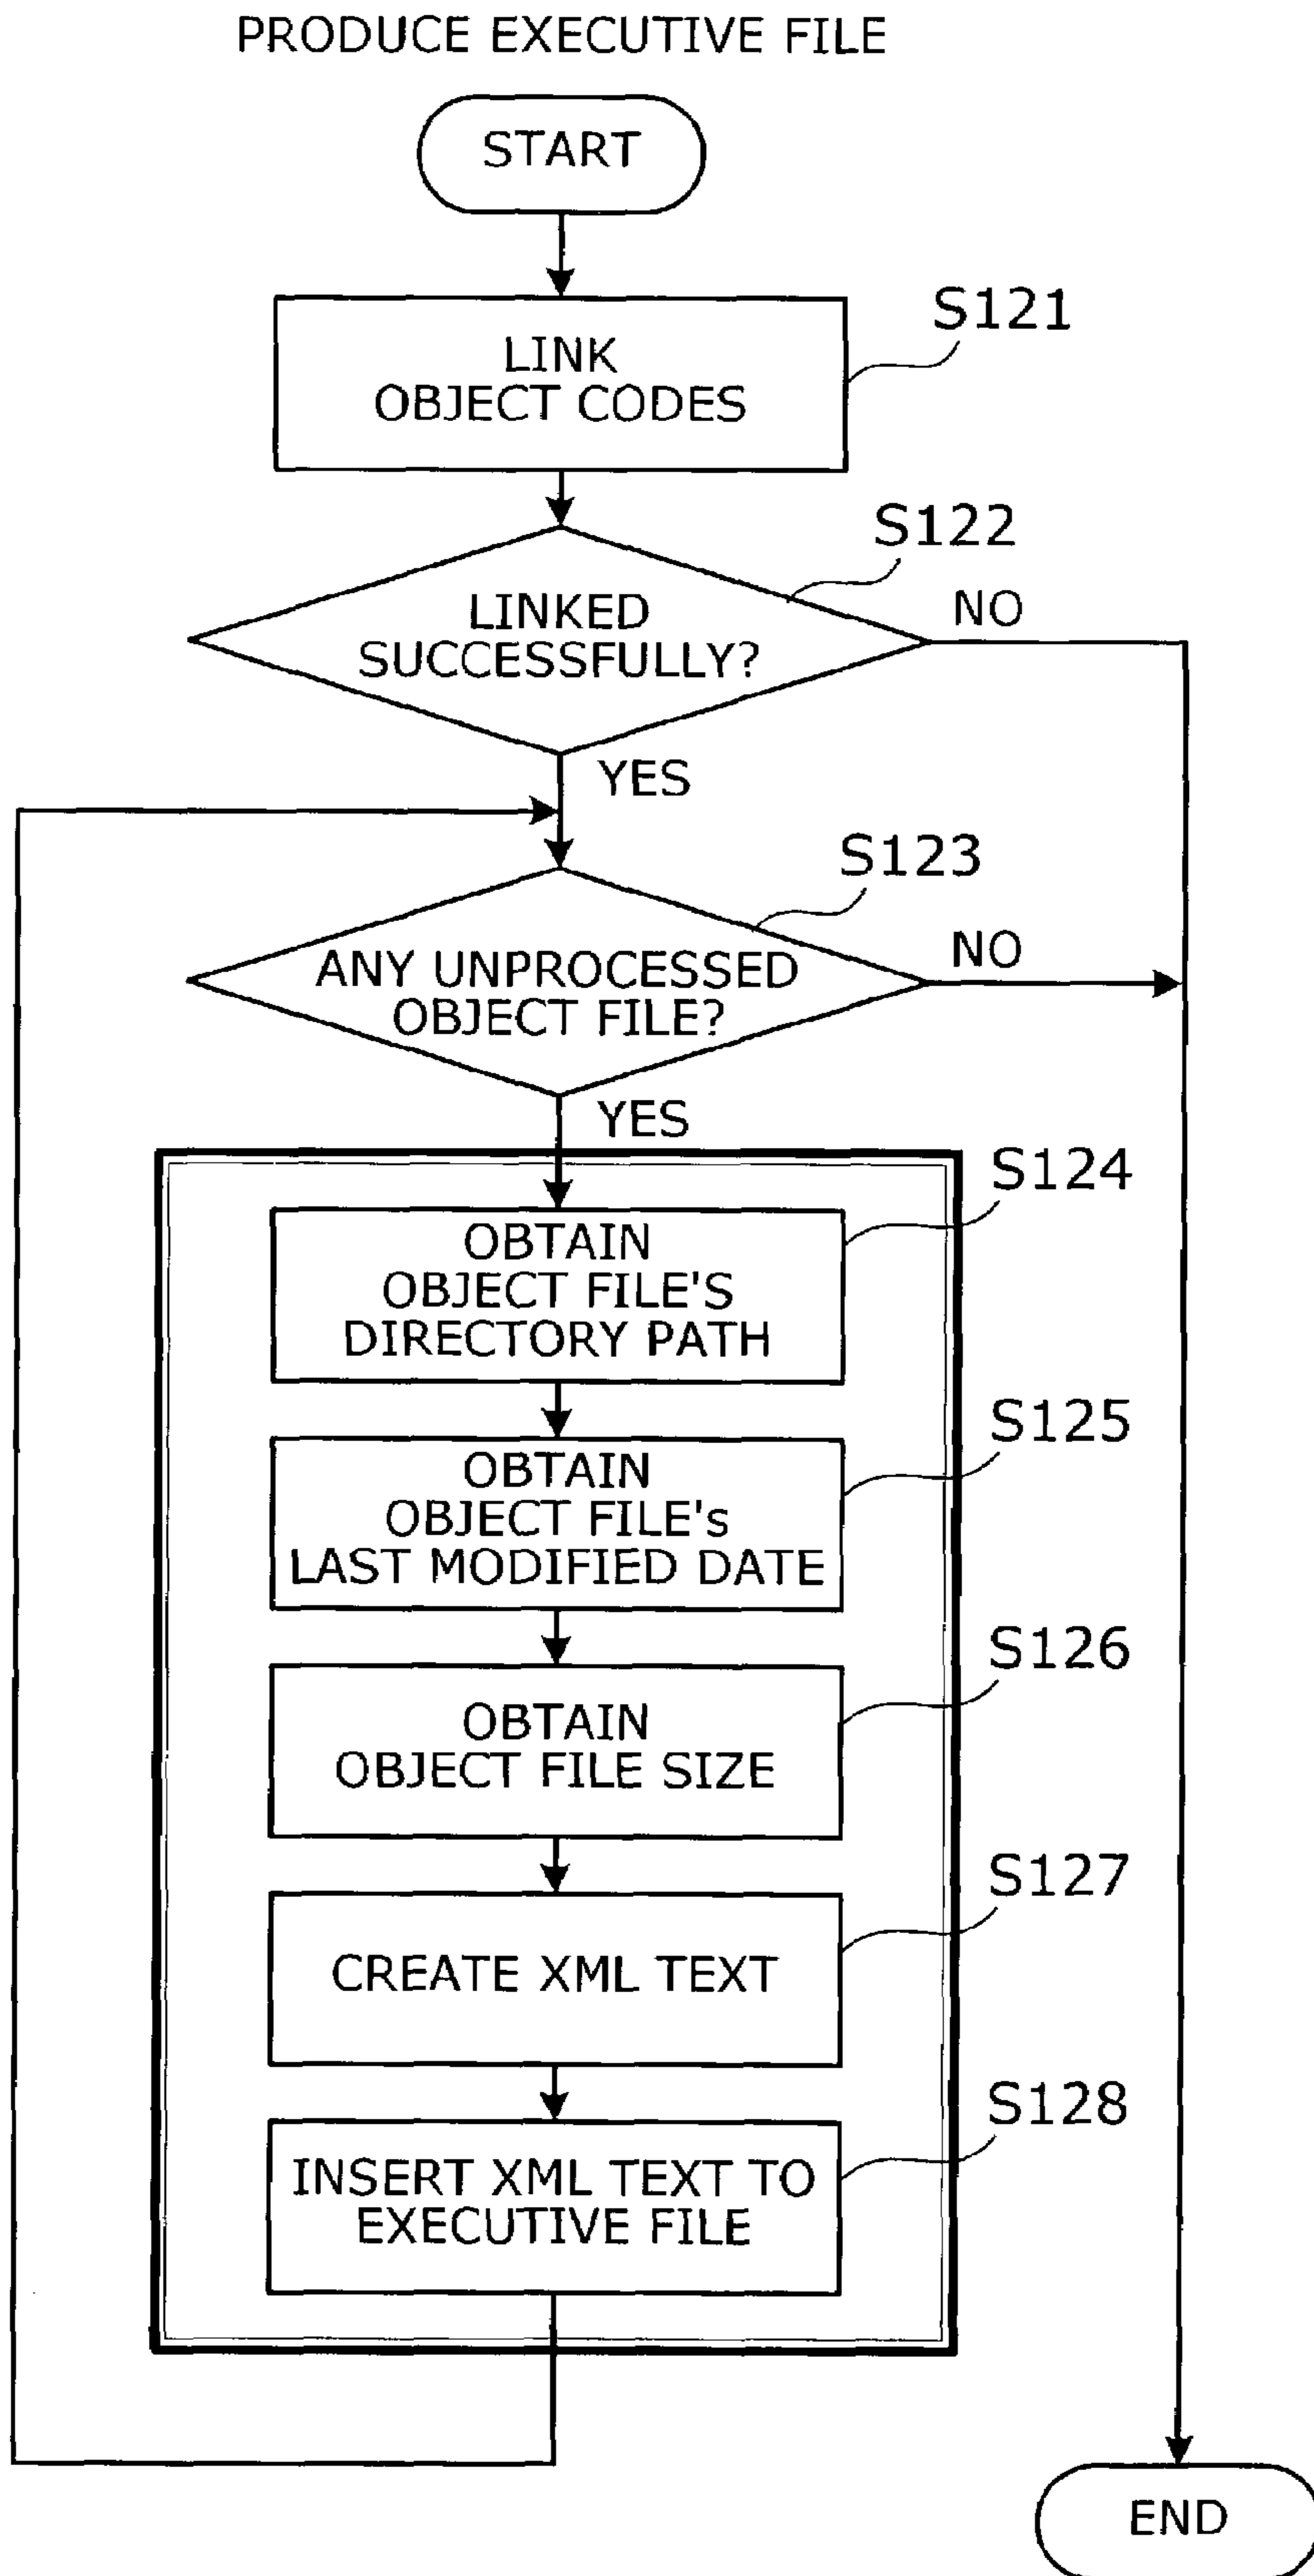 PRODUCE EXECUTIVE FILE
START
S121
LINK
OBJECT CODES
S122
LINKED
SUCCESSFULLY?
NO
YES
S123
ANY UNPROCESSED
OBJECT FILE?
NO
YES
S124
OBTAIN
OBJECT FILE'S
DIRECTORY PATH
S125
OBTAIN
OBJECT FILE's
LAST MODIFIED DATE
S126
OBTAIN
OBJECT FILE SIZE
S127
CREATE XML TEXT
S128
INSERT XML TEXT TO
EXECUTIVE FILE
END